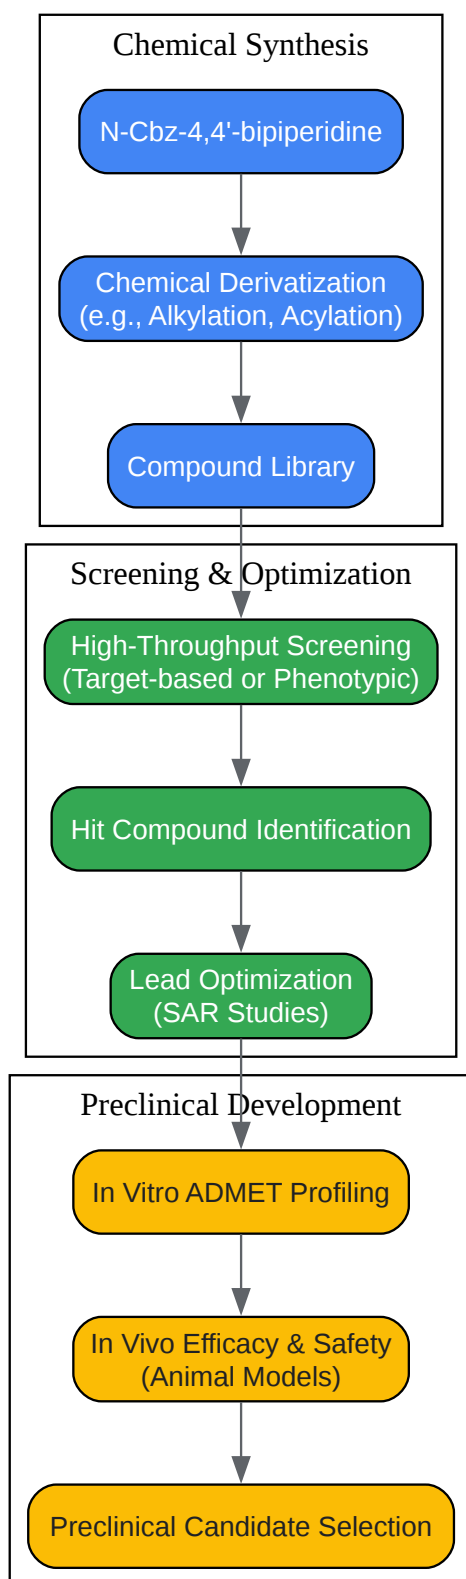 Chemical Synthesis
N-Cbz-4,4'-bipiperidine
Chemical Derivatization
(e.g., Alkylation, Acylation)
Compound Library
Screening & Optimization
High-Throughput Screening
(Target-based or Phenotypic)
Hit Compound Identification
Lead Optimization
(SAR Studies)
Preclinical Development
In Vitro ADMET Profiling
In Vivo Efficacy & Safety
(Animal Models)
Preclinical Candidate Selection